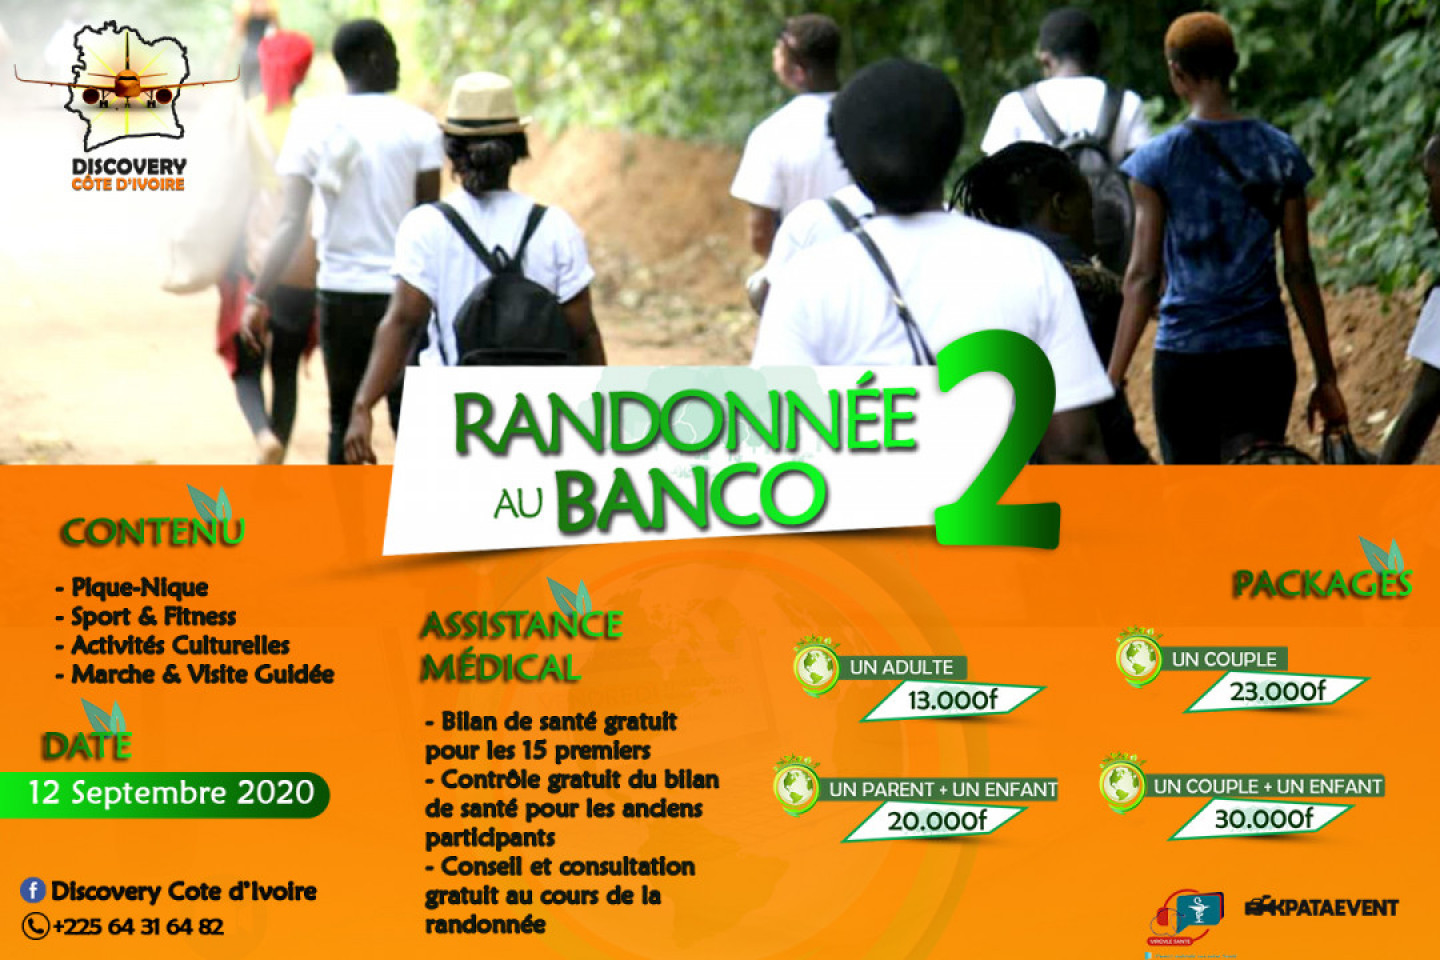 DISCOVERY
CÔTE D'IVOIRE
RANDONNÉE
AU BANCO
2
CONTENU
- Pique-Nique
- Sport & Fitness
- Activités Culturelles
- Marche & Visite Guidée
DATE
12 Septembre 2020
Discovery Cote d'Ivoire
+225 64 31 64 82
ASSISTANCE
MÉDICAL
- Bilan de santé gratuit
pour les 15 premiers
- Contrôle gratuit du bilan
de santé pour les anciens
participants
- Conseil et consultation
gratuit au cours de la
randonnée
PACKAGES
UN ADULTE
13.000f
UN COUPLE
23.000f
UN PARENT + UN ENFANT
20.000f
UN COUPLE + UN ENFANT
30.000f
KPATAEVENT